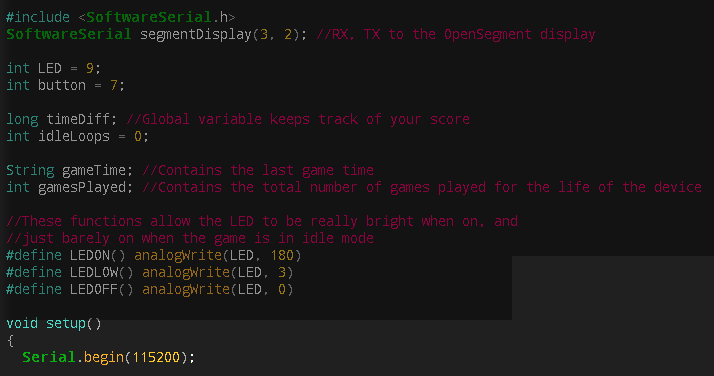 #include <SoftwareSerial.h>
SoftwareSerial segmentDisplay(3, 2); //RX, TX to the OpenSegment display
int LED = 9;
int button = 7;
long timeDiff; //Global variable keeps track of your score
int idleLoops = 0;
String gameTime; //Contains the last game time
int gamesPlayed; //Contains the total number of games played for the life of the device
//These functions allow the LED to be really bright when on, and
//just barely on when the game is in idle mode
#define LEDON() analogWrite(LED, 180)
#define LEDLOW() analogWrite(LED, 3)
#define LEDOFF() analogWrite(LED, 0)
void setup()
{
  Serial.begin(115200);